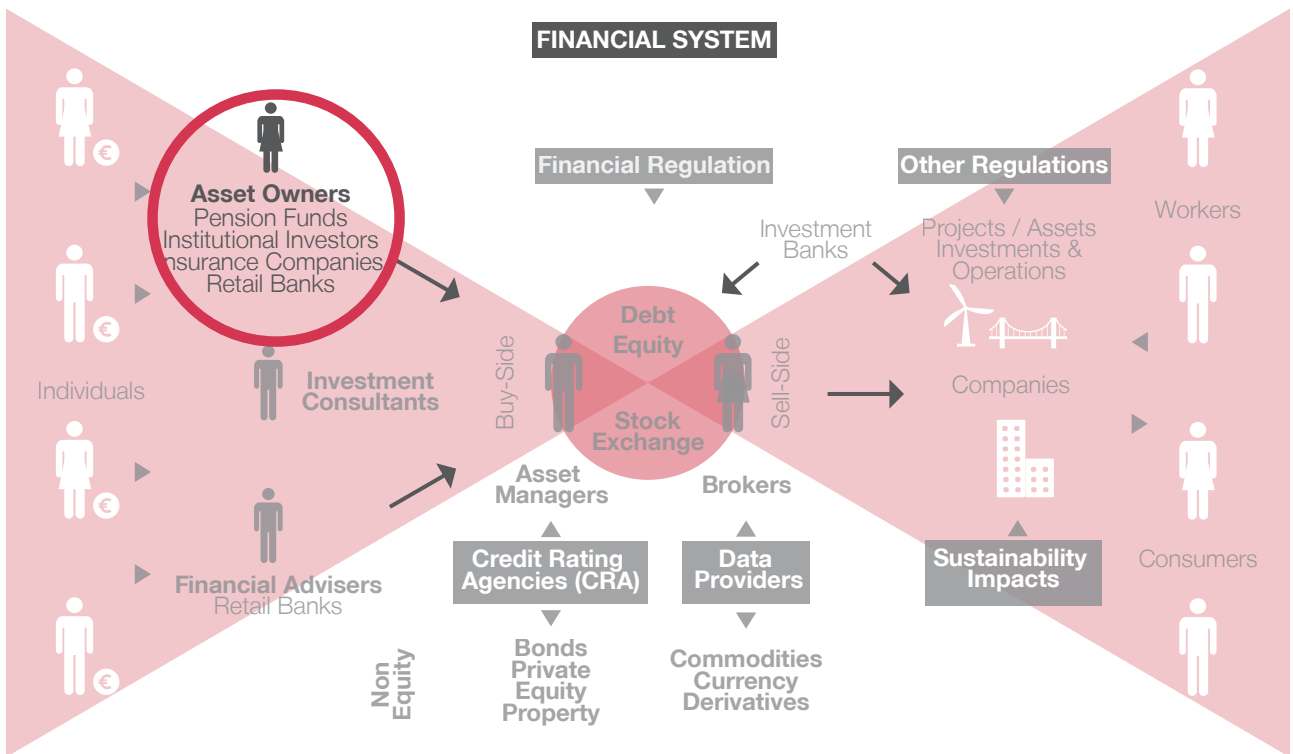 FINANCIAL SYSTEM
€
Asset Owners
Pension Funds
Institutional Investors
nsurance Companies
Retail Banks
Financial Regulation
Other Regulations
Workers
Investment
Banks
Projects / Assets
Investments &
Operations
€
Debt
Equity
Buy-Side
Sell-Side
Individuals
Investment
Consultants
Companies
Stock
Exchange
Asset
Managers
Brokers
€
Credit Rating
Agencies (CRA)
Data
Providers
Sustainability
Impacts
Consumers
Financial Advisers
Retail Banks
€
Non
Equity
Bonds
Private
Equity
Property
Commodities
Currency
Derivatives